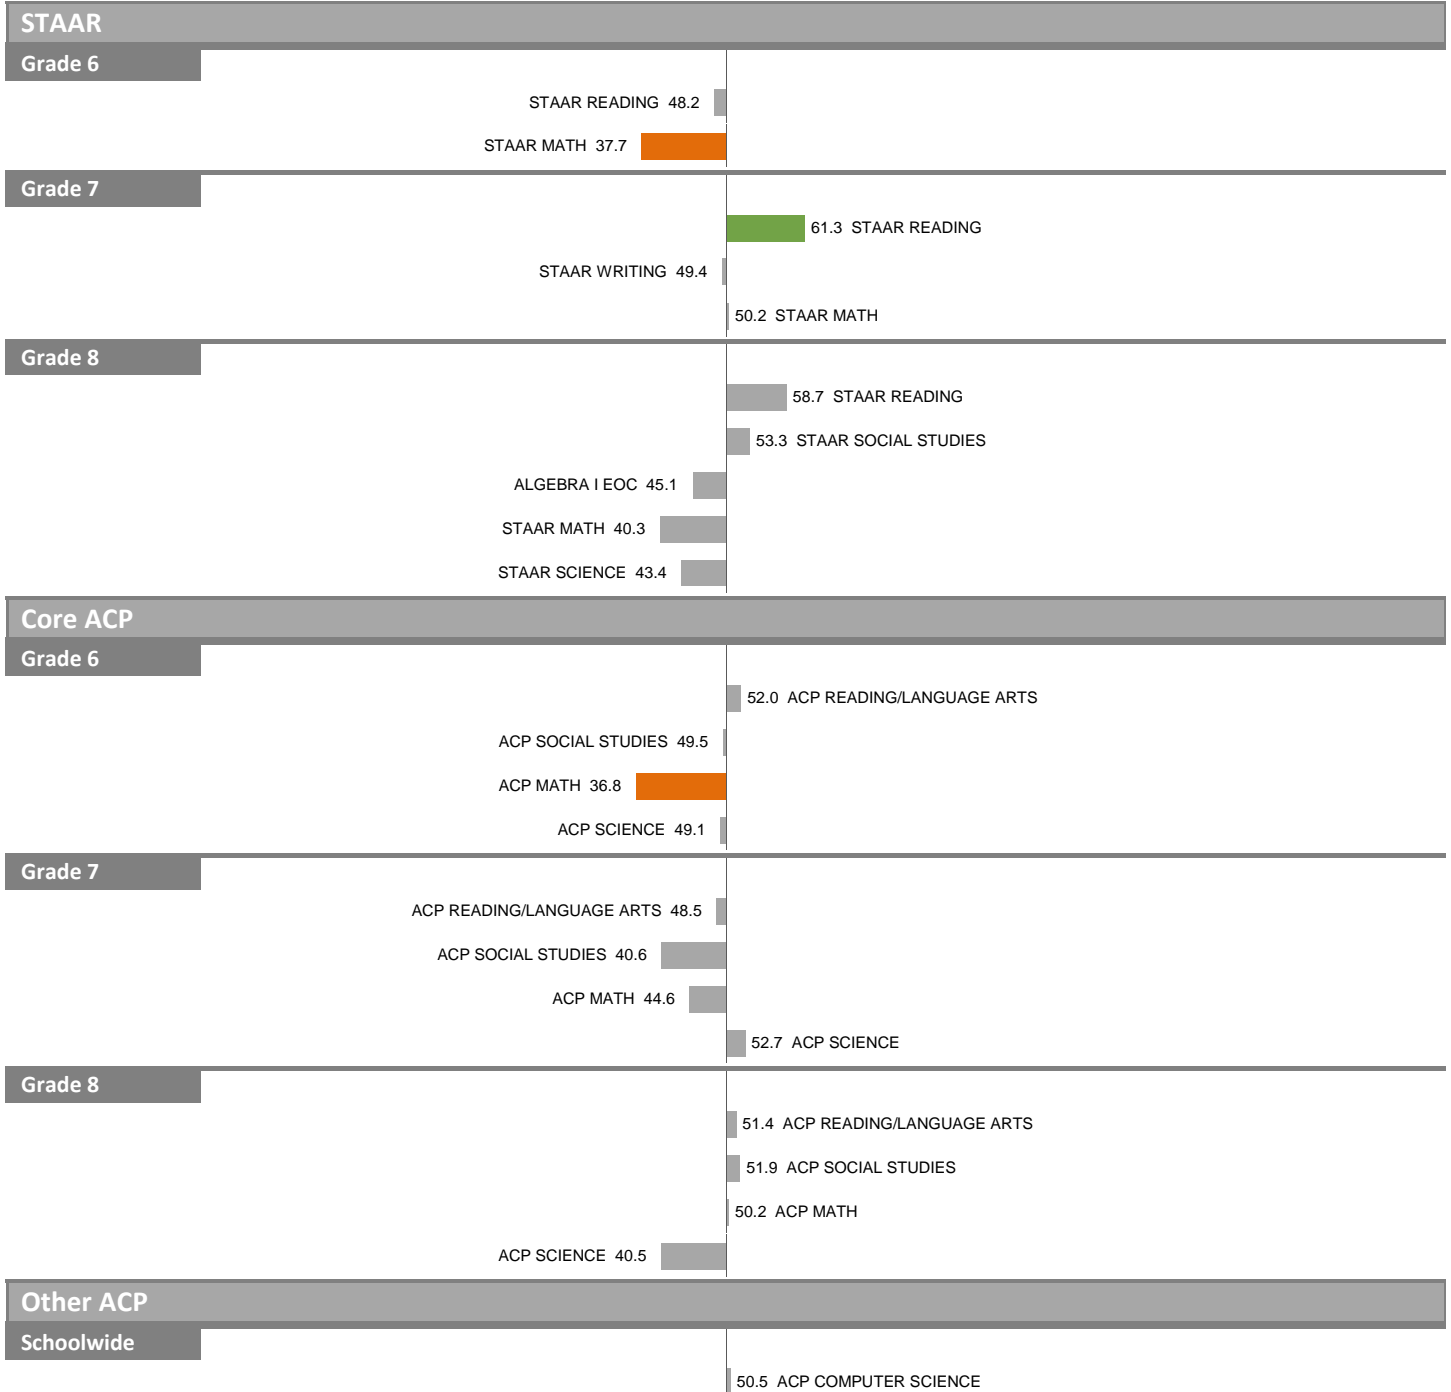 STAAR
Grade 6
STAAR READING 48.2
STAAR MATH 37.7
Grade 7
61.3 STAAR READING
STAAR WRITING 49.4
50.2 STAAR MATH
Grade 8
58.7 STAAR READING
53.3 STAAR SOCIAL STUDIES
ALGEBRA I EOC 45.1
STAAR MATH 40.3
STAAR SCIENCE 43.4
Core ACP
Grade 6
52.0 ACP READING/LANGUAGE ARTS
ACP SOCIAL STUDIES 49.5
ACP MATH 36.8
ACP SCIENCE 49.1
Grade 7
ACP READING/LANGUAGE ARTS 48.5
ACP SOCIAL STUDIES 40.6
ACP MATH 44.6
52.7 ACP SCIENCE
Grade 8
51.4 ACP READING/LANGUAGE ARTS
51.9 ACP SOCIAL STUDIES
50.2 ACP MATH
ACP SCIENCE 40.5
Other ACP
Schoolwide
50.5 ACP COMPUTER SCIENCE